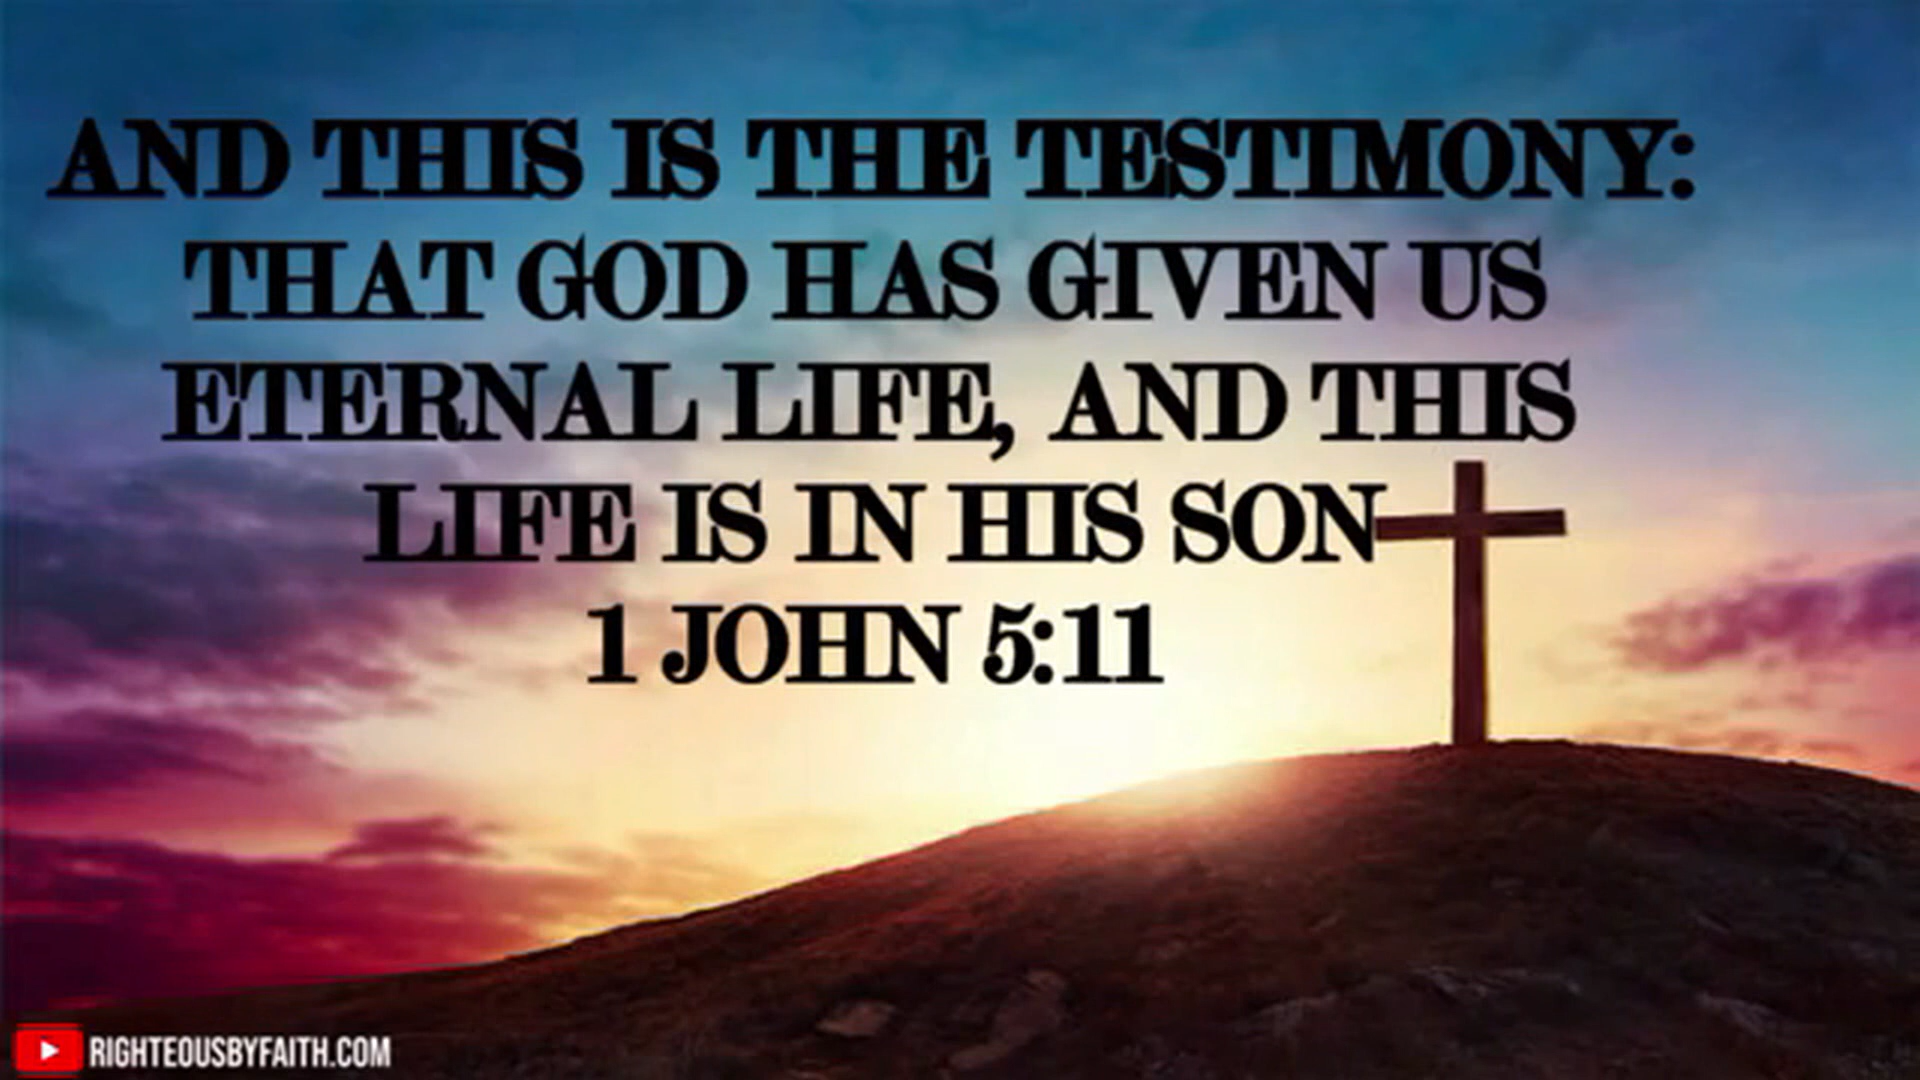 AND THIS IS THE TESTIMONY:
THAT GOD HAS GIVEN US
ETERNAL LIFE, AND THIS
LIFE IS IN HIS SON
1 JOHN 5:11
RIGHTEOUSBYFAITH.COM